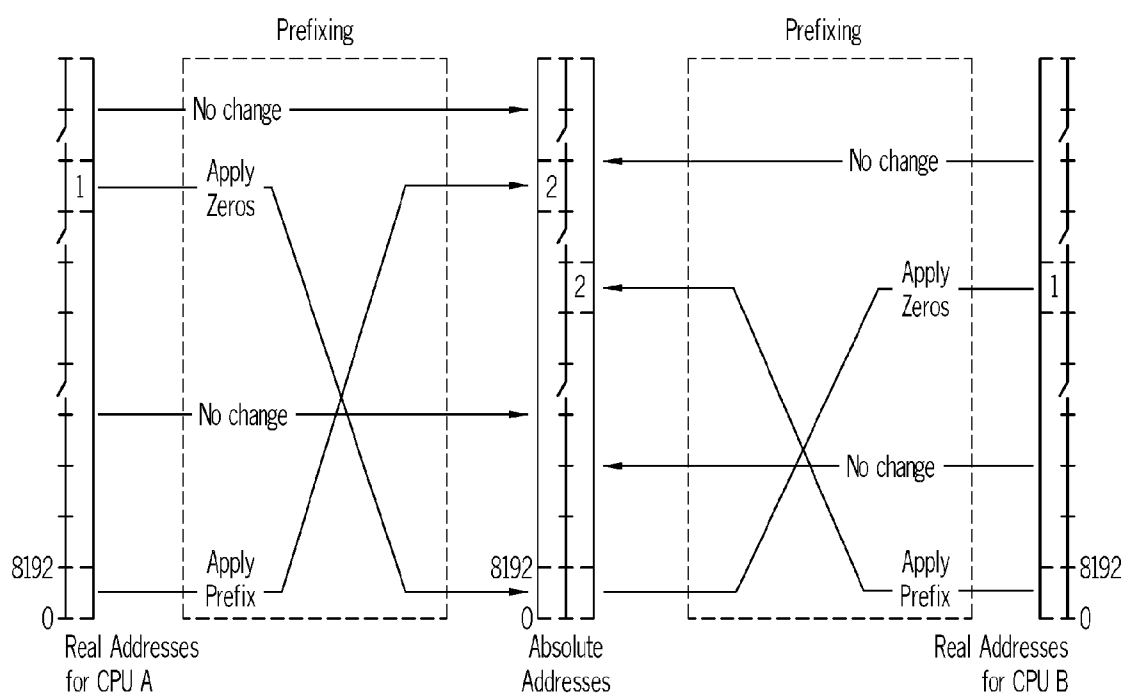 Prefixing
Prefixing
No change
No change
1
Apply
Zeros
2
2
Apply
Zeros
1
No change
No change
8192
Apply
Prefix
8192
Apply
Prefix
8192
0
0
0
Real Addresses
for CPU A
Absolute
Addresses
Real Addresses
for CPU B